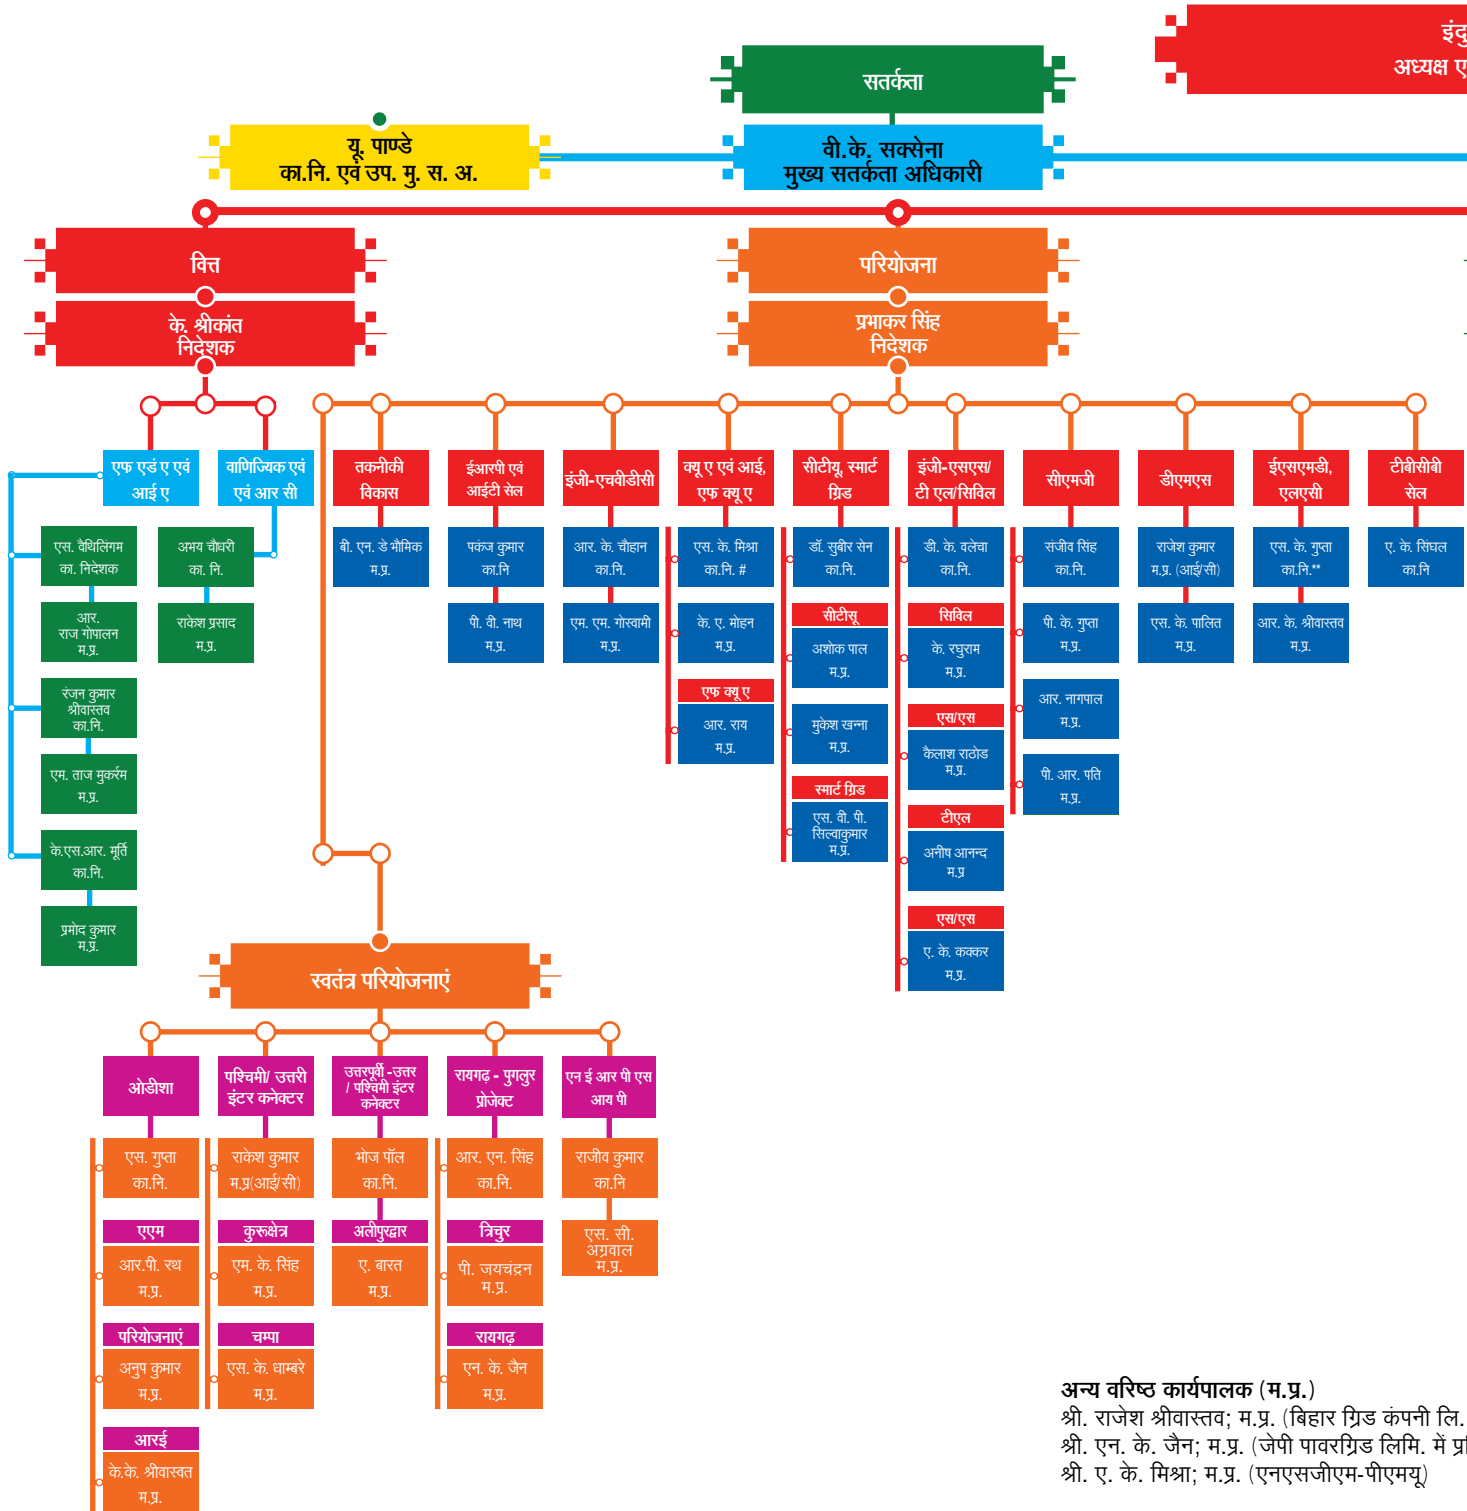 इंदु
अध्यक्ष ए
सतर्कता
यू. पाण्डे
का.नि. एवं उप. मु. स. अ.
वी.के. सक्सेना
मुख्य सतर्कता अधिकारी
वित्त
के. श्रीकांत
निदेशक
परियोजना
प्रभाकर सिंह
निदेशक
एफ एडं ए एवं
आई ए
एस. वैथिलिंगम
का. निदेशक
आर.
राज गोपालन
म.प्र.
रंजन कुमार
श्रीवास्तव
का.नि.
एम. ताज मुकर्रम
म.प्र.
के.एस.आर. मूर्ति
का.नि.
प्रमोद कुमार
म.प्र.
वाणिज्यिक एवं
एवं आर सी
अभय चौधरी
का. नि.
राकेश प्रसाद
म.प्र.
तकनीकी
विकास
बी. एन. डे भौमिक
म.प्र.
ईआरपी एवं
आईटी सेल
पकंज कुमार
का.नि
पी. वी. नाथ
म.प्र.
इंजी-एचवीडीसी
आर. के. चौहान
का.नि.
एम. एम. गोस्वामी
म.प्र.
क्यू ए एवं आई,
एफ क्यू ए
एस. के. मिश्रा
का.नि. #
के. ए. मोहन
म.प्र.
एफ क्यू ए
आर. राय
म.प्र.
सीटीयू, स्मार्ट
ग्रिड
डॉ. सुबीर सेन
का.नि.
सीटीसू
अशोक पाल
म.प्र.
मुकेश खन्ना
म.प्र.
स्मार्ट ग्रिड
एस. वी. पी.
सिल्वाकुमार
म.प्र.
इंजी-एसएस/
टी एल/सिविल
डी. के. वलेचा
का.नि.
सिविल
के. रघुराम
म.प्र.
एस/एस
कैलाश राठोड
म.प्र.
टीएल
अनीष आनन्द
म.प्र
एस/एस
ए. के. कक्कर
म.प्र.
सीएमजी
संजीव सिंह
का.नि.
पी. के. गुप्ता
म.प्र.
आर. नागपाल
म.प्र.
पी. आर. पति
म.प्र.
डीएमएस
राजेश कुमार
म.प्र. (आई/सी)
एस. के. पालित
म.प्र.
ईएसएमडी,
एलएसी
एस. के. गुप्ता
का.नि.**
आर. के. श्रीवास्तव
म.प्र.
टीबीसीबी
सेल
ए. के. सिंघल
का.नि
स्वतंत्र परियोजनाएं
ओडीशा
एस. गुप्ता
का.नि.
एएम
आर.पी. रथ
म.प्र.
परियोजनाएं
अनुप कुमार
म.प्र.
आरई
के.के. श्रीवास्वत
म.प्र.
पश्चिमी/ उत्तरी
इंटर कनेक्टर
राकेश कुमार
म.प्र(आई/सी)
कुरूक्षेत्र
एम. के. सिंह
म.प्र.
चम्पा
एस. के. धाम्बरे
म.प्र.
उत्तरपूर्वी -उत्तर
/ पश्चिमी इंटर
कनेक्टर
भोज पॉल
का.नि.
अलीपुरद्वार
ए. बारत
म.प्र.
रायगढ़ - पुगलुर
प्रोजेक्ट
आर. एन. सिंह
का.नि.
त्रिचुर
पी. जयचंद्रन
म.प्र.
रायगढ़
एन. के. जैन
म.प्र.
एन ई आर पी एस
आय पी
राजीव कुमार
का.नि
एस. सी.
अग्रवाल
म.प्र.
अन्य वरिष्ठ कार्यपालक (म.प्र.)
श्री. राजेश श्रीवास्तव; म.प्र. (बिहार ग्रिड कंपनी लि.
श्री. एन. के. जैन; म.प्र. (जेपी पावरग्रिड लिमि. में प्र
श्री. ए. के. मिश्रा; म.प्र. (एनएसजीएम-पीएमयू)